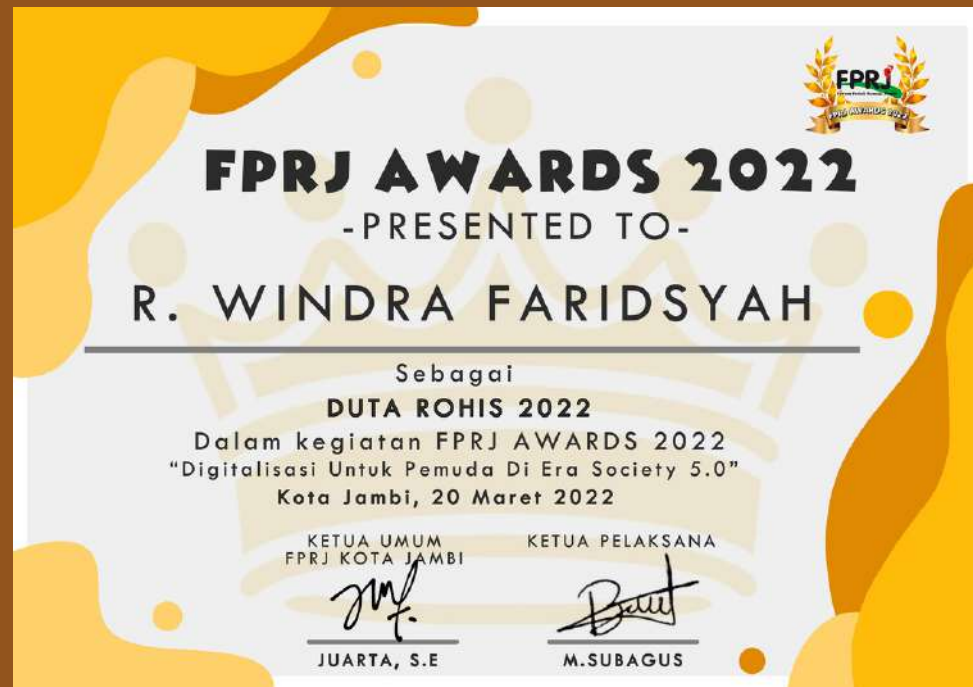 FPRJ
FPRJ AWARDS 2022
FPRJ AWARDS 2022
-PRESENTED TO-
R. WINDRA FARIDSYAH
Sebagai
DUTA ROHIS 2022
Dalam kegiatan FPRJ AWARDS 2022
“Digitalisasi Untuk Pemuda Di Era Society 5.0”
Kota Jambi, 20 Maret 2022
KETUA UMUM
FPRJ KOTA JAMBI
KETUA PELAKSANA
JUARTA, S.E
M.SUBAGUS